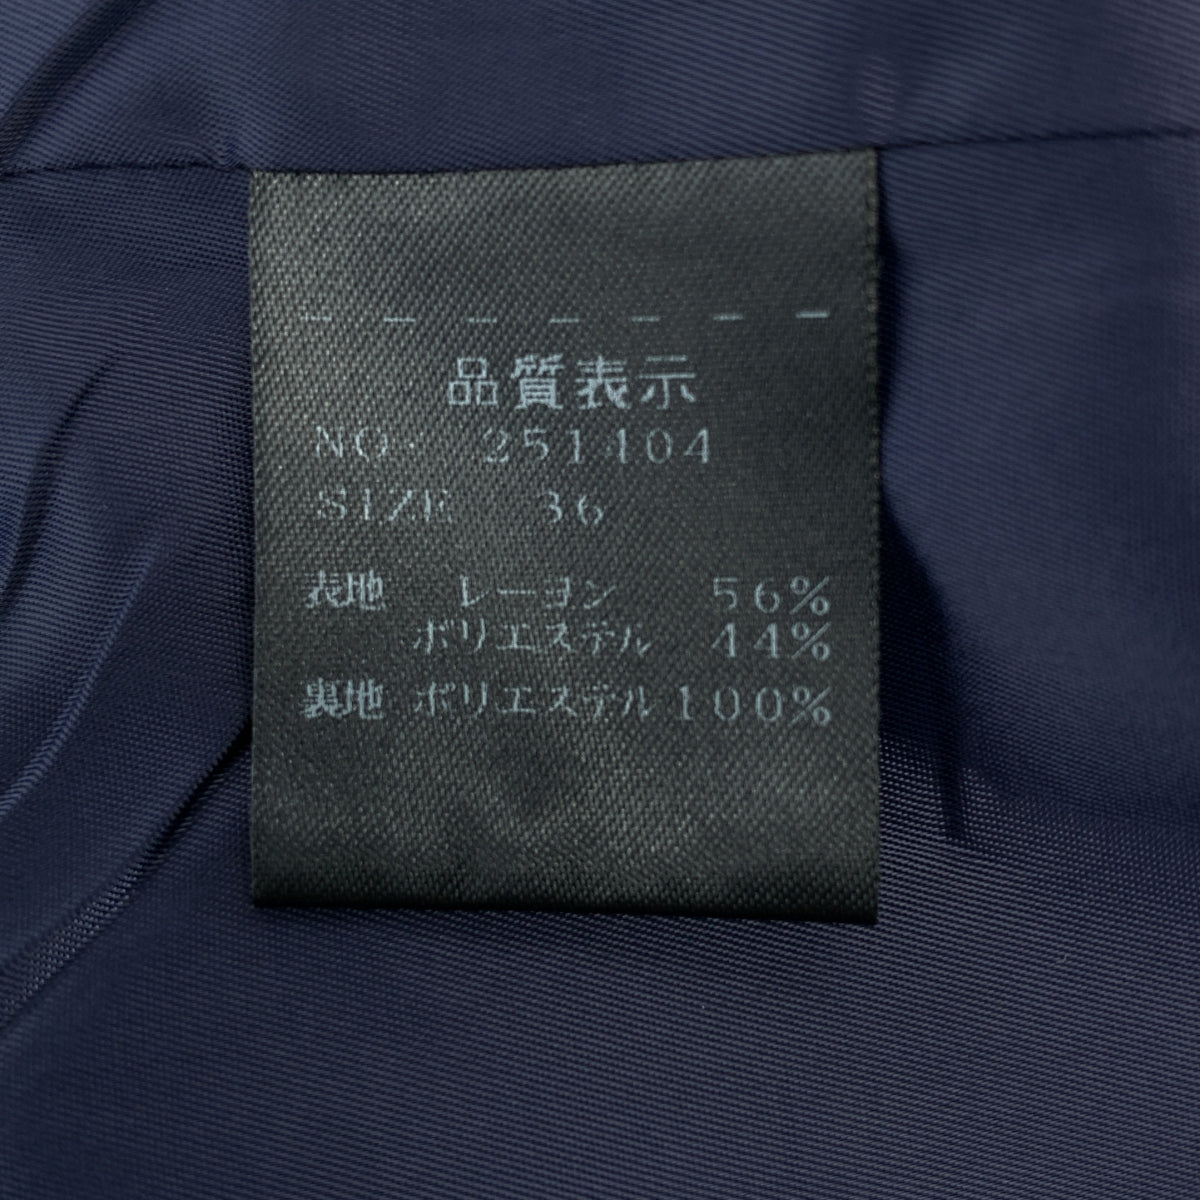 品質表示
NO. 251404
SIZE 36
表地 レーヨン 56%
ポリエステル 44%
裏地 ポリエステル 100%